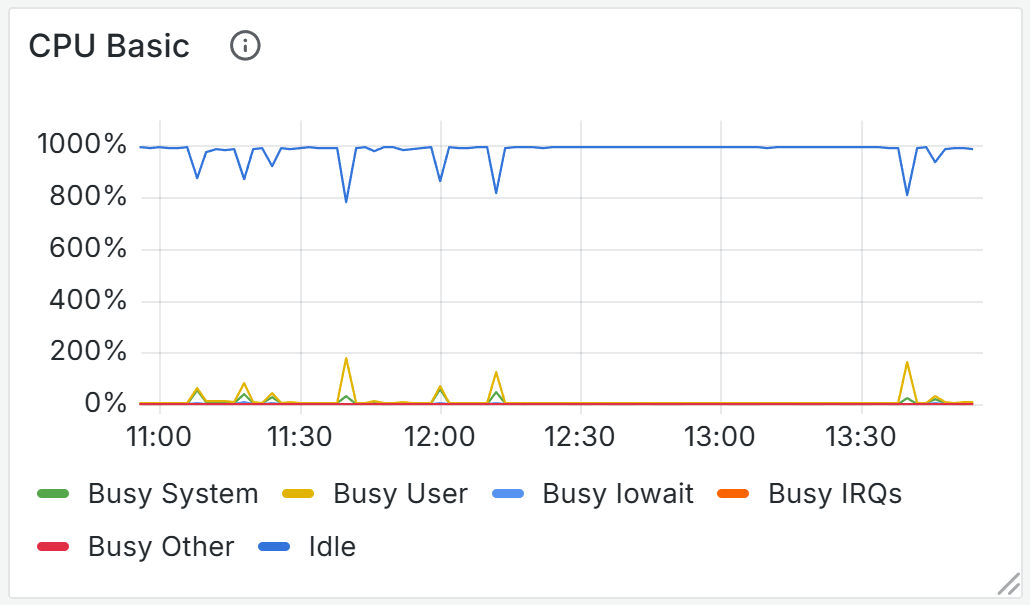 CPU Basic
1000%
800%
600%
400%
200%
0%
11:00 11:30 12:00 12:30 13:00 13:30
Busy System Busy User Busy Iowait Busy IRQs
Busy Other Idle